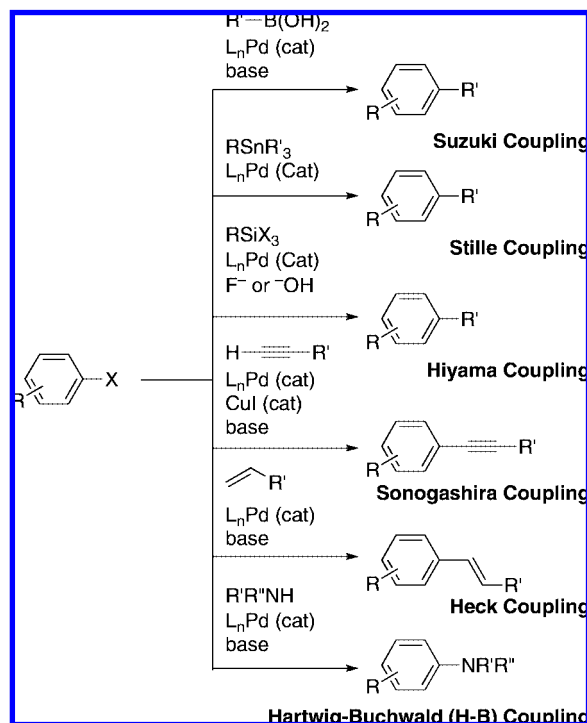 R'—B(OH)₂
LₙPd (cat)
base
R
R'
Suzuki Coupling
RSnR'₃
LₙPd (Cat)
R
R'
Stille Coupling
RSiX₃
LₙPd (Cat)
F⁻ or ⁻OH
R
R'
Hiyama Coupling
R
X
H
R'
LₙPd (cat)
CuI (cat)
base
R
R'
Sonogashira Coupling
R'
LₙPd (cat)
base
R
R'
Heck Coupling
R'R"NH
LₙPd (cat)
base
R
NR'R"
Hartwig-Buchwald (H-B) Coupling